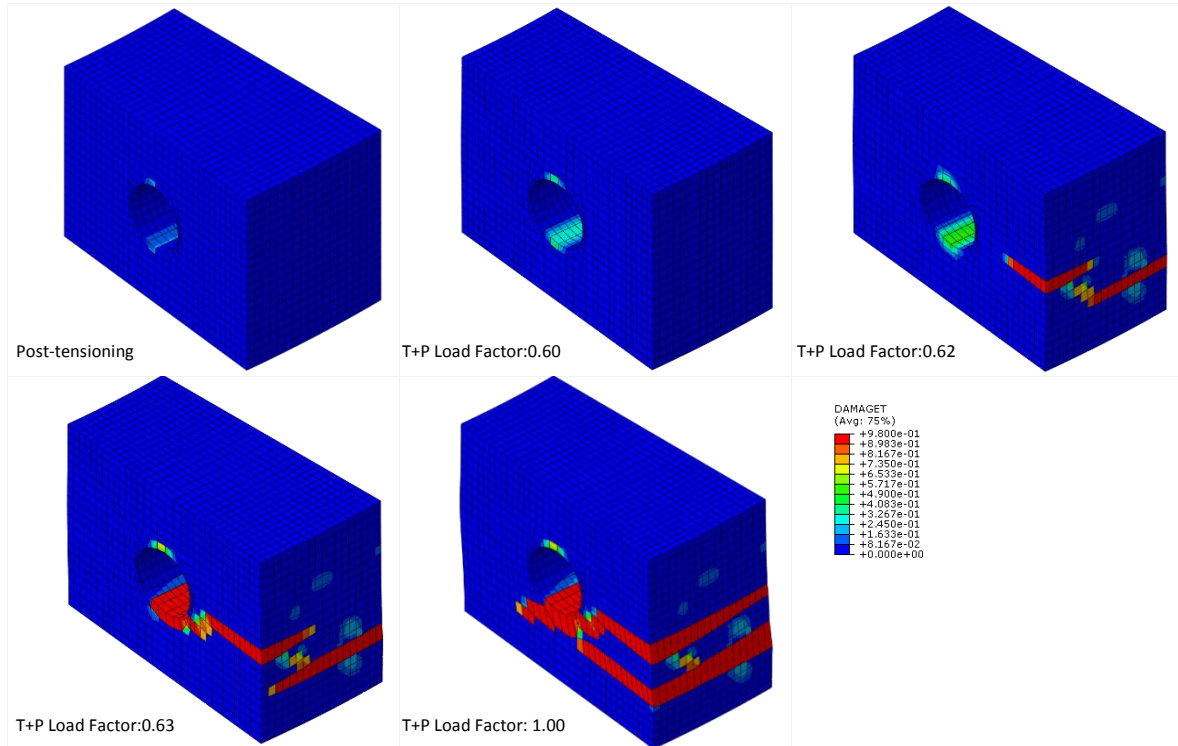 Post-tensioning
T+P Load Factor:0.60
T+P Load Factor:0.62
T+P Load Factor:0.63
T+P Load Factor: 1.00
DAMAGET
(Avg: 75%)
+9.800e-01
+8.983e-01
+8.167e-01
+7.350e-01
+6.533e-01
+5.717e-01
+4.900e-01
+4.083e-01
+3.267e-01
+2.450e-01
+1.633e-01
+8.167e-02
+0.000e+00